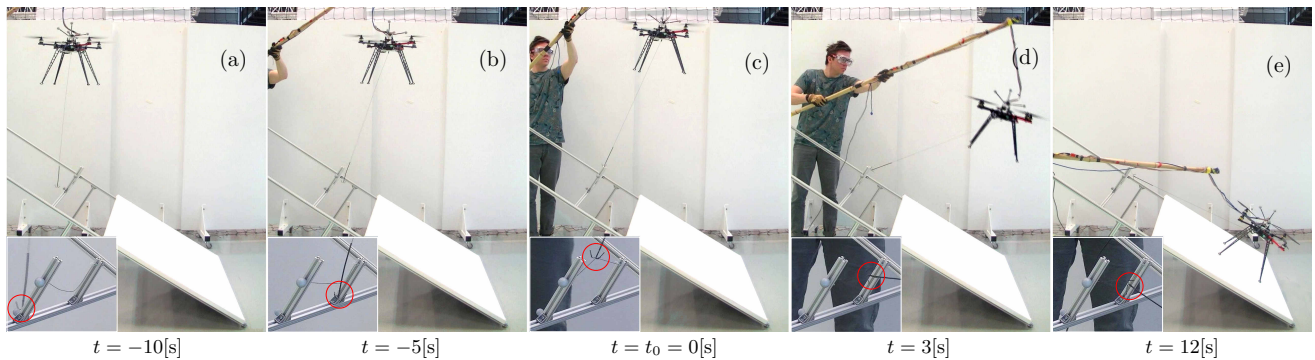 (a)
(b)
(c)
(d)
(e)
t = −10[s]
t = −5[s]
t = t₀ = 0[s]
t = 3[s]
t = 12[s]